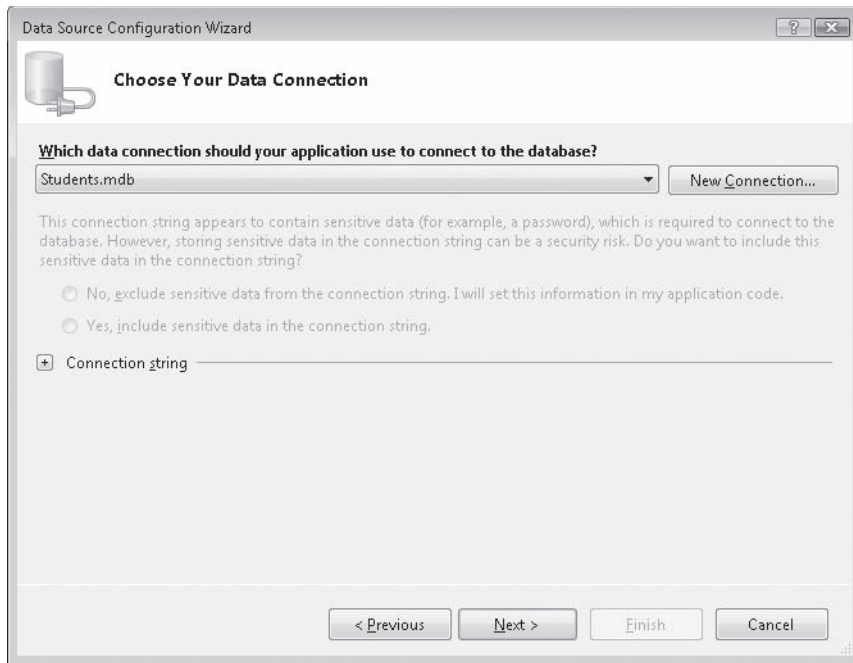 Data Source Configuration Wizard
Choose Your Data Connection
Which data connection should your application use to connect to the database?
Students.mdb
New Connection...
This connection string appears to contain sensitive data (for example, a password), which is required to connect to the
database. However, storing sensitive data in the connection string can be a security risk. Do you want to include this
sensitive data in the connection string?
No, exclude sensitive data from the connection string. I will set this information in my application code.
Yes, include sensitive data in the connection string.
Connection string
< Previous
Next >
Finish
Cancel